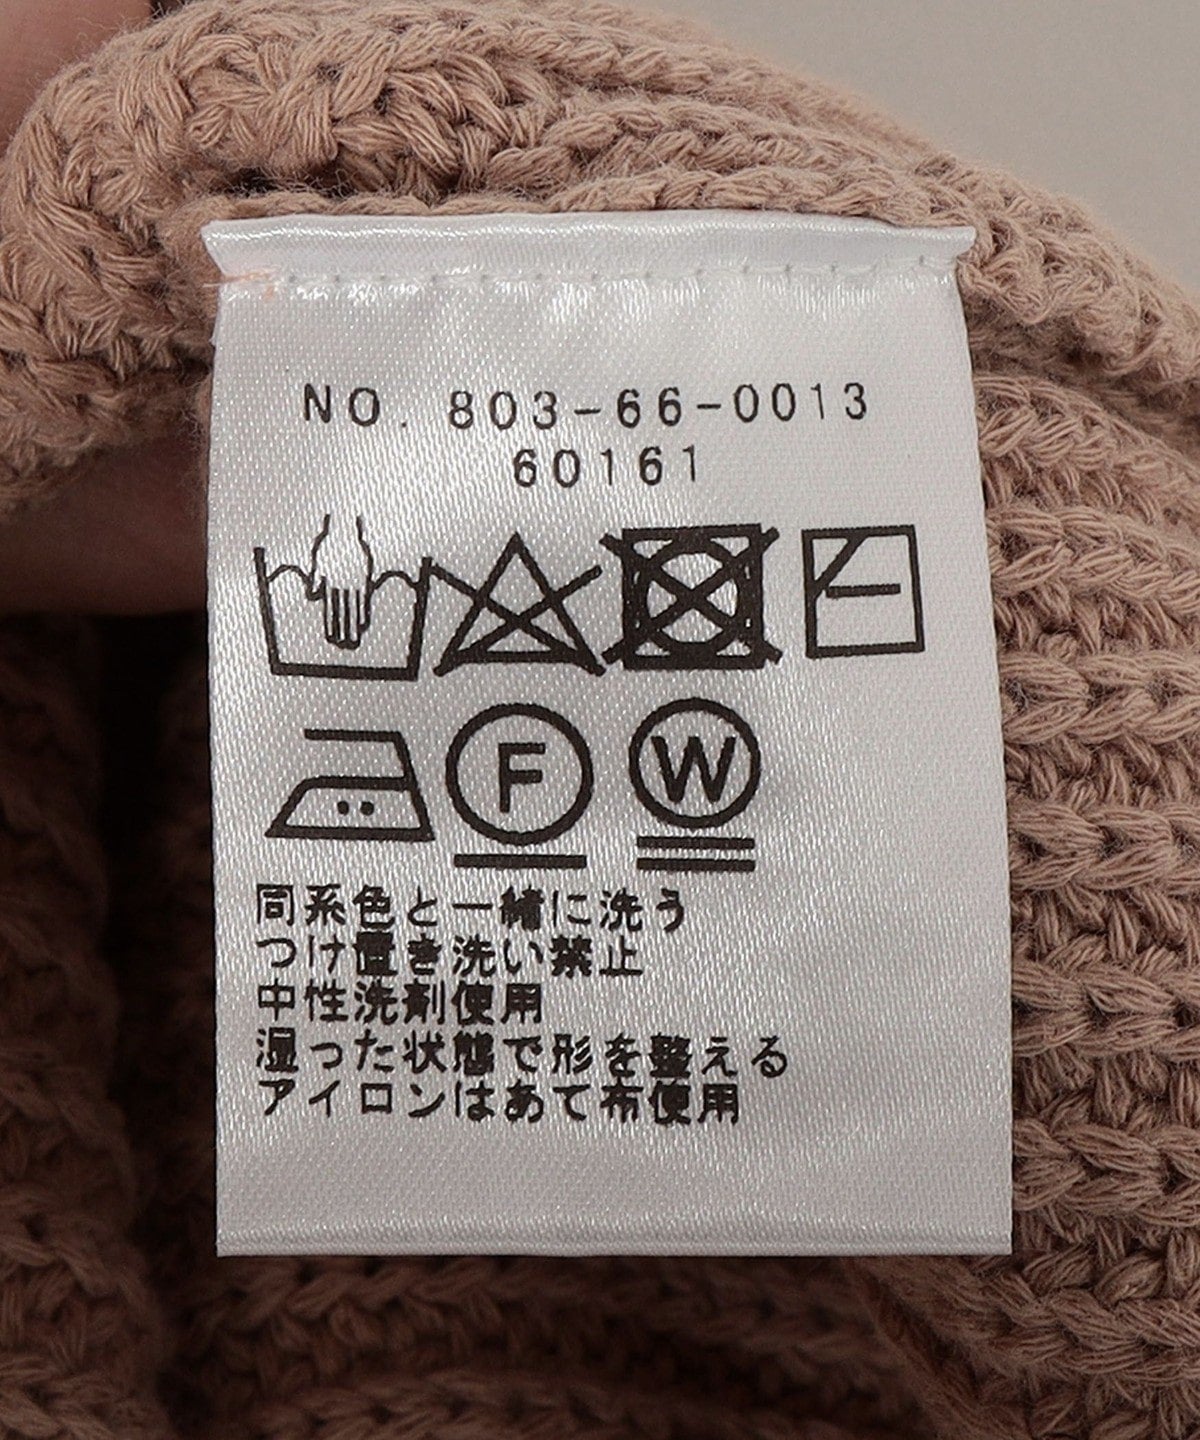 NO. 803-66-0013
60161
F
W
同系色と一緒に洗う
つけ置き洗い禁止
中性洗剤使用
湿った状態で形を整える
アイロンはあて布使用